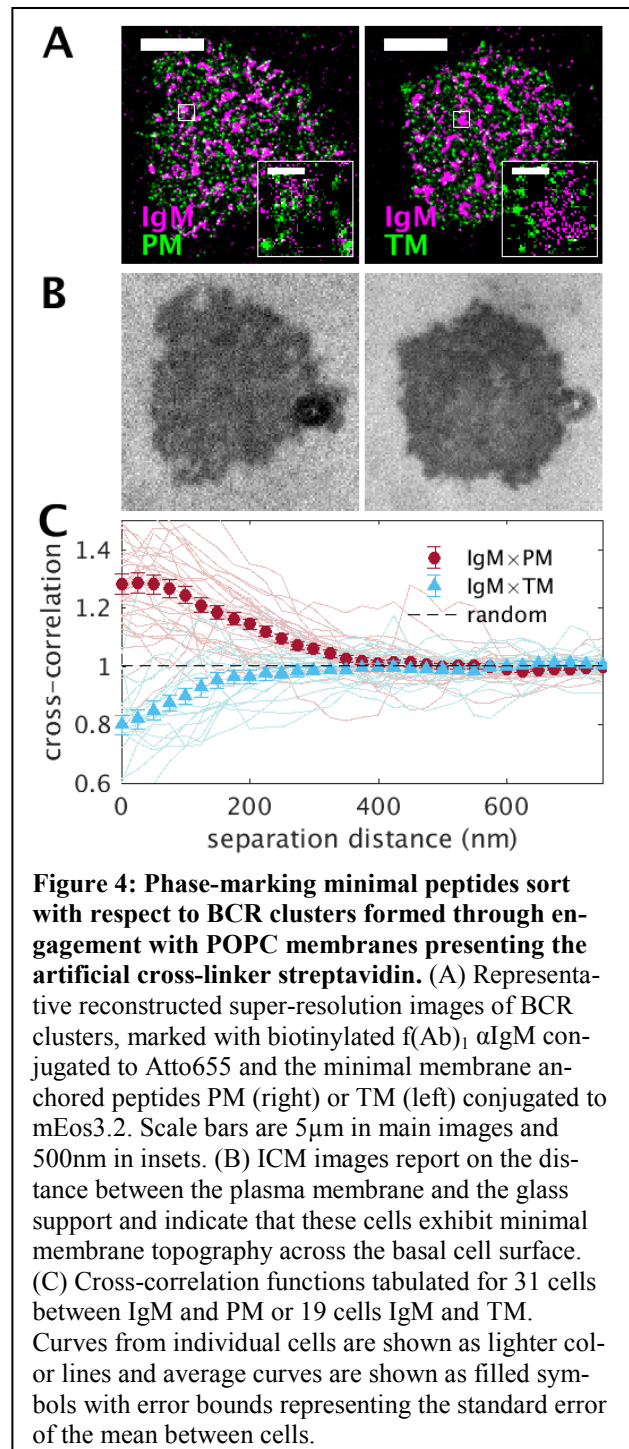 A
IgM
PM
IgM
TM
B
C
1.4
1.2
1
0.8
0.6
cross-correlation
IgM×PM
IgM×TM
random
0
200
400
600
separation distance (nm)
Figure 4: Phase-marking minimal peptides sort
with respect to BCR clusters formed through en-
gagement with POPC membranes presenting the
artificial cross-linker streptavidin. (A) Representa-
tive reconstructed super-resolution images of BCR
clusters, marked with biotinylated f(Ab)₁ αIgM con-
jugated to Atto655 and the minimal membrane an-
chored peptides PM (right) or TM (left) conjugated to
mEos3.2. Scale bars are 5μm in main images and
500nm in insets. (B) ICM images report on the dis-
tance between the plasma membrane and the glass
support and indicate that these cells exhibit minimal
membrane topography across the basal cell surface.
(C) Cross-correlation functions tabulated for 31 cells
between IgM and PM or 19 cells IgM and TM.
Curves from individual cells are shown as lighter col-
or lines and average curves are shown as filled sym-
bols with error bounds representing the standard error
of the mean between cells.